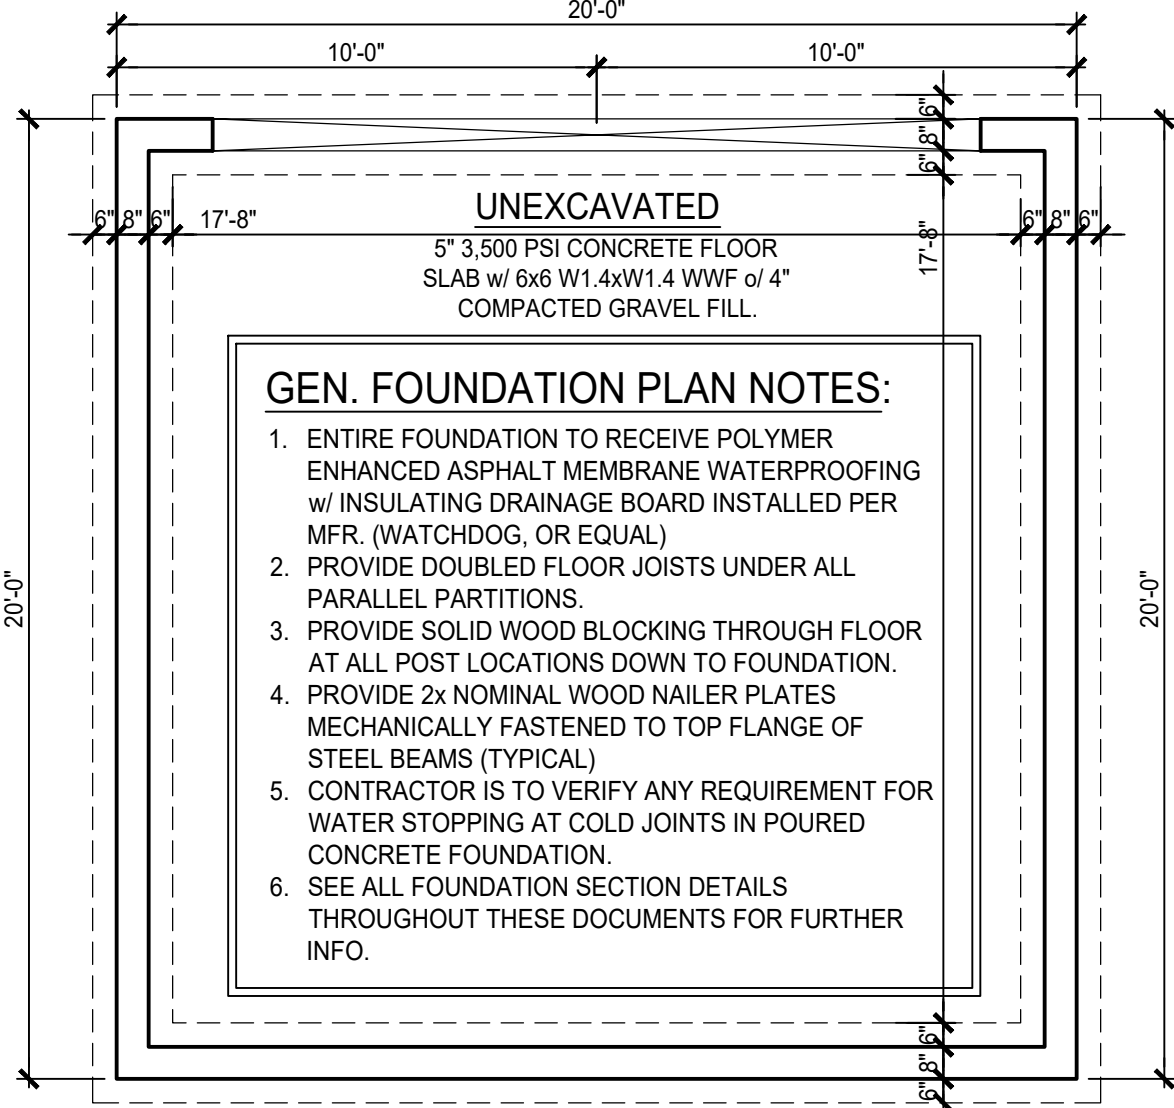 20'-0"
10'-0" 10'-0"
6"
8"
6"
6" 8" 6" 17'-8" 6" 8" 6"
17'-8"
UNEXCAVATED
5" 3,500 PSI CONCRETE FLOOR
SLAB w/ 6x6 W1.4xW1.4 WWF o/ 4"
COMPACTED GRAVEL FILL.
GEN. FOUNDATION PLAN NOTES:
1. ENTIRE FOUNDATION TO RECEIVE POLYMER
ENHANCED ASPHALT MEMBRANE WATERPROOFING
w/ INSULATING DRAINAGE BOARD INSTALLED PER
MFR. (WATCHDOG, OR EQUAL)
2. PROVIDE DOUBLED FLOOR JOISTS UNDER ALL
PARALLEL PARTITIONS.
3. PROVIDE SOLID WOOD BLOCKING THROUGH FLOOR
AT ALL POST LOCATIONS DOWN TO FOUNDATION.
4. PROVIDE 2x NOMINAL WOOD NAILER PLATES
MECHANICALLY FASTENED TO TOP FLANGE OF
STEEL BEAMS (TYPICAL)
5. CONTRACTOR IS TO VERIFY ANY REQUIREMENT FOR
WATER STOPPING AT COLD JOINTS IN POURED
CONCRETE FOUNDATION.
6. SEE ALL FOUNDATION SECTION DETAILS
THROUGHOUT THESE DOCUMENTS FOR FURTHER
INFO.
20'-0"
20'-0"
6"
8"
6"